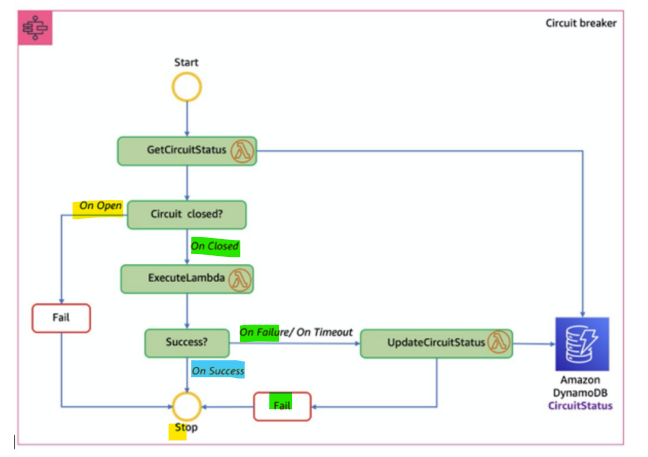 Circuit breaker
Start
GetCircuitStatus
On Open
Circuit closed?
On Closed
ExecuteLambda
Fail
Success?
On Failure/ On Timeout
UpdateCircuitStatus
On Success
Amazon
DynamoDB
CircuitStatus
Fail
Stop